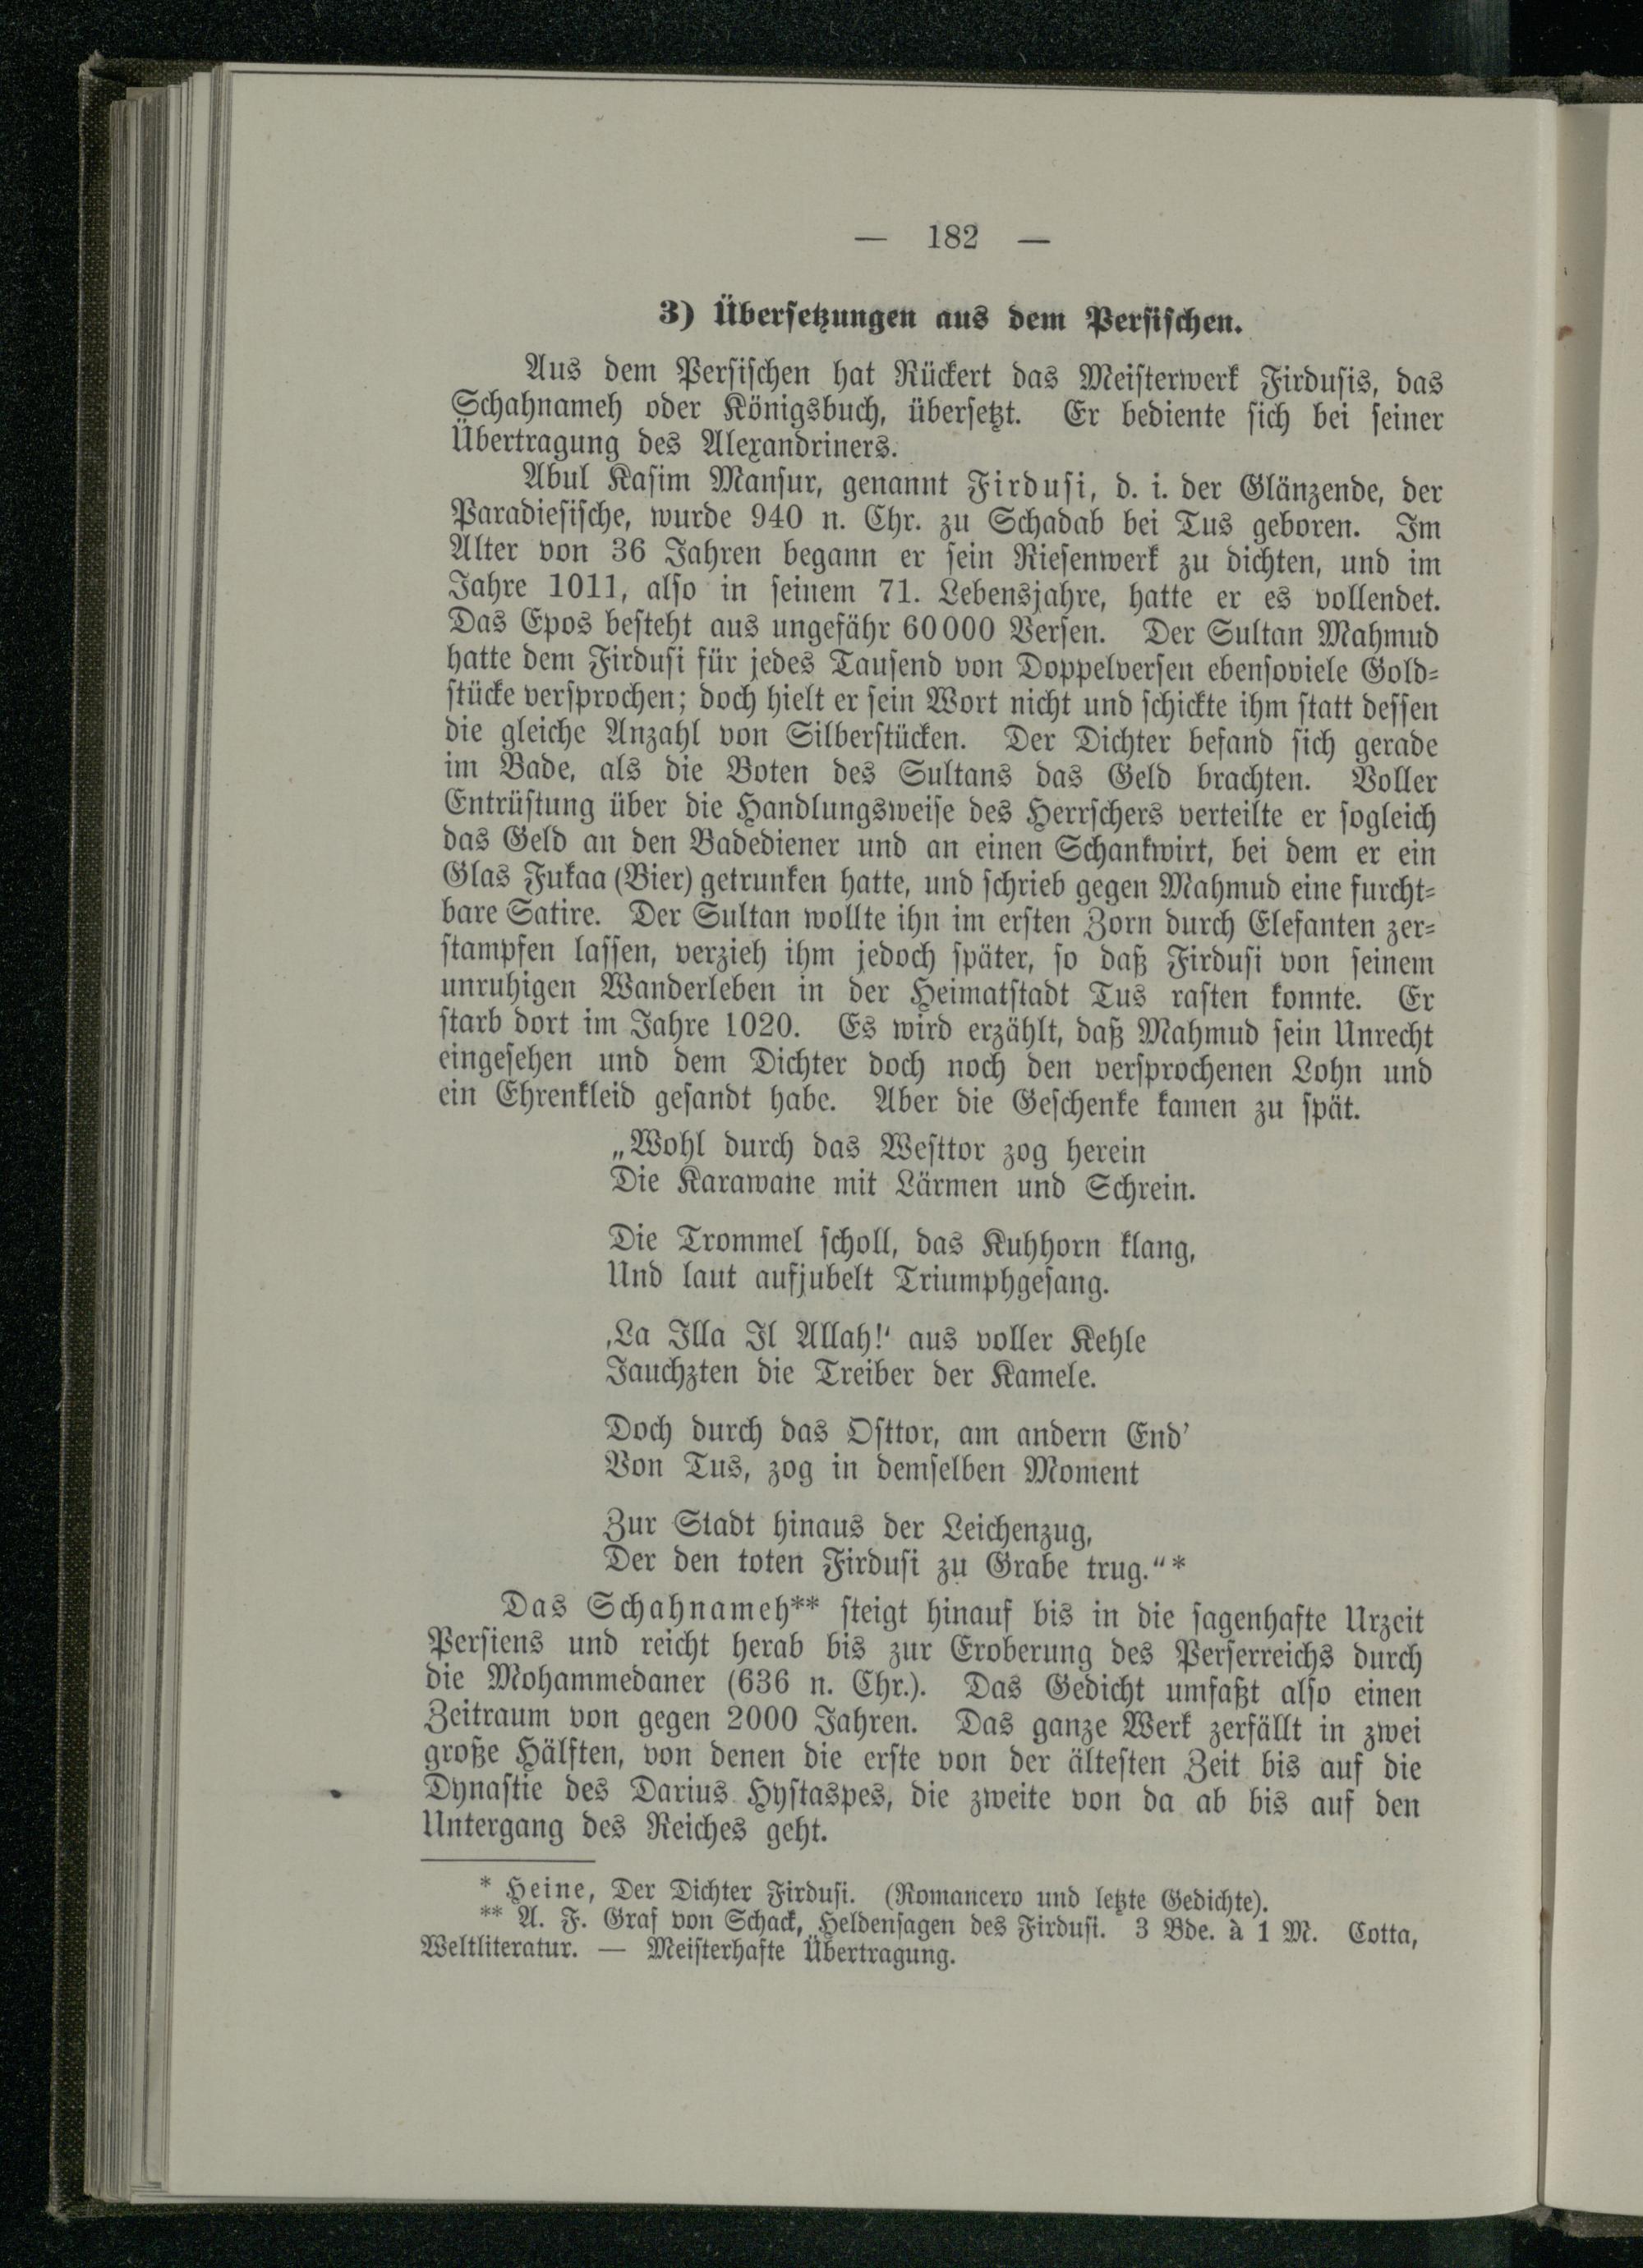 — 182 —
3) Übersetzungen aus dem Persischen.
Aus dem Persischen hat Rückert das Meisterwerk Firdusis, das
Schahnameh oder Königsbuch, übersetzt. Er bediente sich bei seiner
Übertragung des Alexandriners.
Abul Kasim Mansur, genannt Firdusi, d. i. der Glänzende, der
Paradiesische, wurde 940 n. Chr. zu Schadab bei Tus geboren. Im
Alter von 36 Jahren begann er sein Riesenwerk zu dichten, und im
Jahre 1011, also in seinem 71. Lebensjahre, hatte er es vollendet.
Das Epos besteht aus ungefähr 60000 Versen. Der Sultan Mahmud
hatte dem Firdusi für jedes Tausend von Doppelversen ebensoviele Gold-
stücke versprochen; doch hielt er sein Wort nicht und schickte ihm statt dessen
die gleiche Anzahl von Silberstücken. Der Dichter befand sich gerade
im Bade, als die Boten des Sultans das Geld brachten. Voller
Entrüstung über die Handlungsweise des Herrschers verteilte er sogleich
das Geld an den Badediener und an einen Schankwirt, bei dem er ein
Glas Fukaa (Bier) getrunken hatte, und schrieb gegen Mahmud eine furcht-
bare Satire. Der Sultan wollte ihn im ersten Zorn durch Elefanten zer-
stampfen lassen, verzieh ihm jedoch später, so daß Firdusi von seinem
unruhigen Wanderleben in der Heimatstadt Tus rasten konnte. Er
starb dort im Jahre 1020. Es wird erzählt, daß Mahmud sein Unrecht
eingesehen und dem Dichter doch noch den versprochenen Lohn und
ein Ehrenkleid gesandt habe. Aber die Geschenke kamen zu spät.
„Wohl durch das Westtor zog herein
Die Karawane mit Lärmen und Schrein.
Die Trommel scholl, das Kuhhorn klang,
Und laut aufjubelt Triumphgesang.
‚La Illa Il Allah!‘ aus voller Kehle
Jauchzten die Treiber der Kamele.
Doch durch das Osttor, am andern End’
Von Tus, zog in demselben Moment
Zur Stadt hinaus der Leichenzug,
Der den toten Firdusi zu Grabe trug.“*
Das Schahnameh** steigt hinauf bis in die sagenhafte Urzeit
Persiens und reicht herab bis zur Eroberung des Perserreichs durch
die Mohammedaner (636 n. Chr.). Das Gedicht umfaßt also einen
Zeitraum von gegen 2000 Jahren. Das ganze Werk zerfällt in zwei
große Hälften, von denen die erste von der ältesten Zeit bis auf die
Dynastie des Darius Hystaspes, die zweite von da ab bis auf den
Untergang des Reiches geht.
* Heine, Der Dichter Firdusi. (Romancero und letzte Gedichte).
** A. F. Graf von Schack, Heldensagen des Firdusi. 3 Bde. à 1 M. Cotta,
Weltliteratur. — Meisterhafte Übertragung.